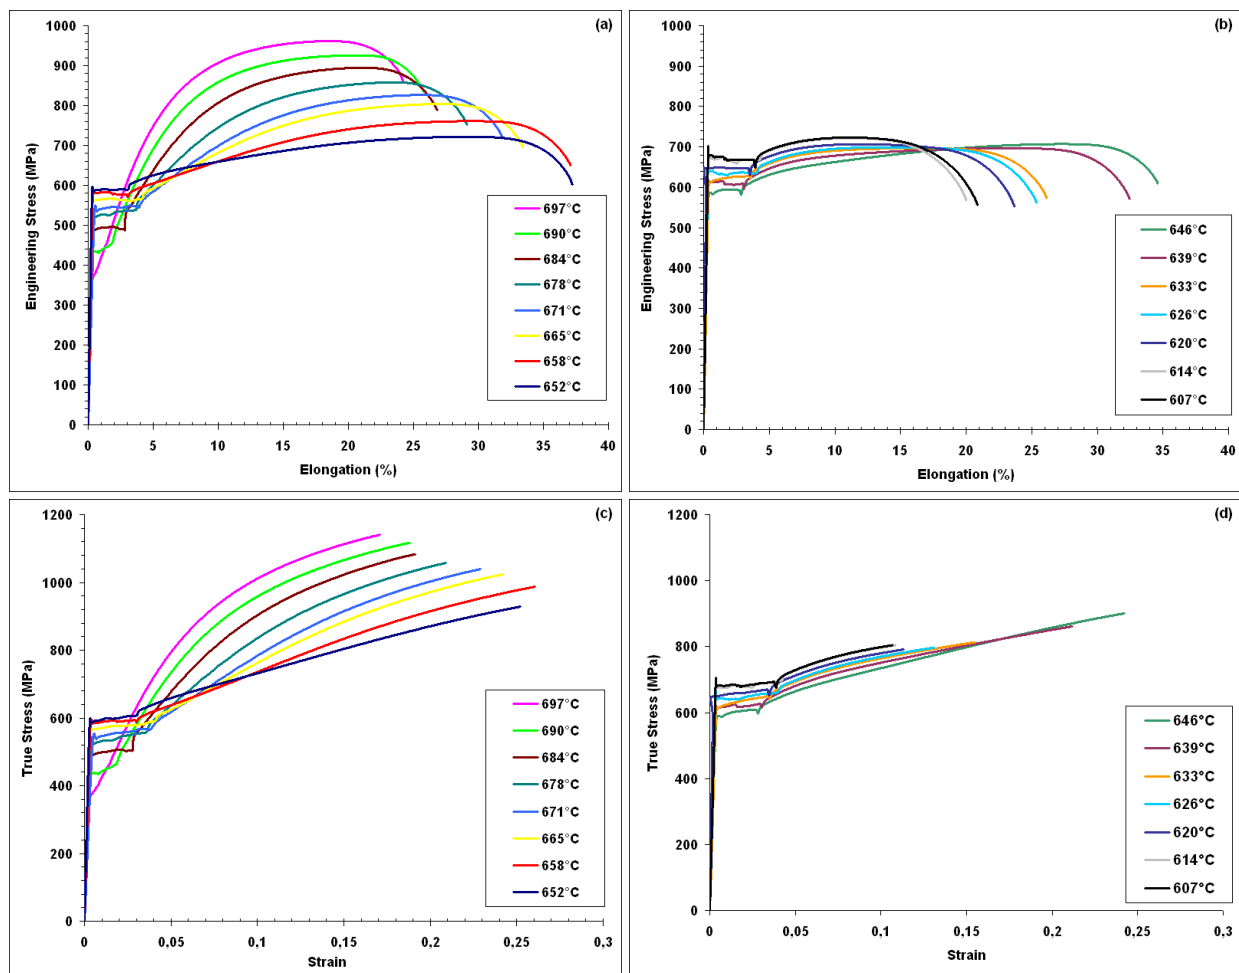 (a)
Engineering Stress (MPa)
1000
900
800
700
600
500
400
300
200
100
0
0 5 10 15 20 25 30 35 40
Elongation (%)
697°C
690°C
684°C
678°C
671°C
665°C
658°C
652°C
(b)
Engineering Stress (MPa)
1000
900
800
700
600
500
400
300
200
100
0
0 5 10 15 20 25 30 35 40
Elongation (%)
646°C
639°C
633°C
626°C
620°C
614°C
607°C
(c)
True Stress (MPa)
1200
1000
800
600
400
200
0
0 0,05 0,1 0,15 0,2 0,25 0,3
Strain
697°C
690°C
684°C
678°C
671°C
665°C
658°C
652°C
(d)
True Stress (MPa)
1200
1000
800
600
400
200
0
0 0,05 0,1 0,15 0,2 0,25 0,3
Strain
646°C
639°C
633°C
626°C
620°C
614°C
607°C